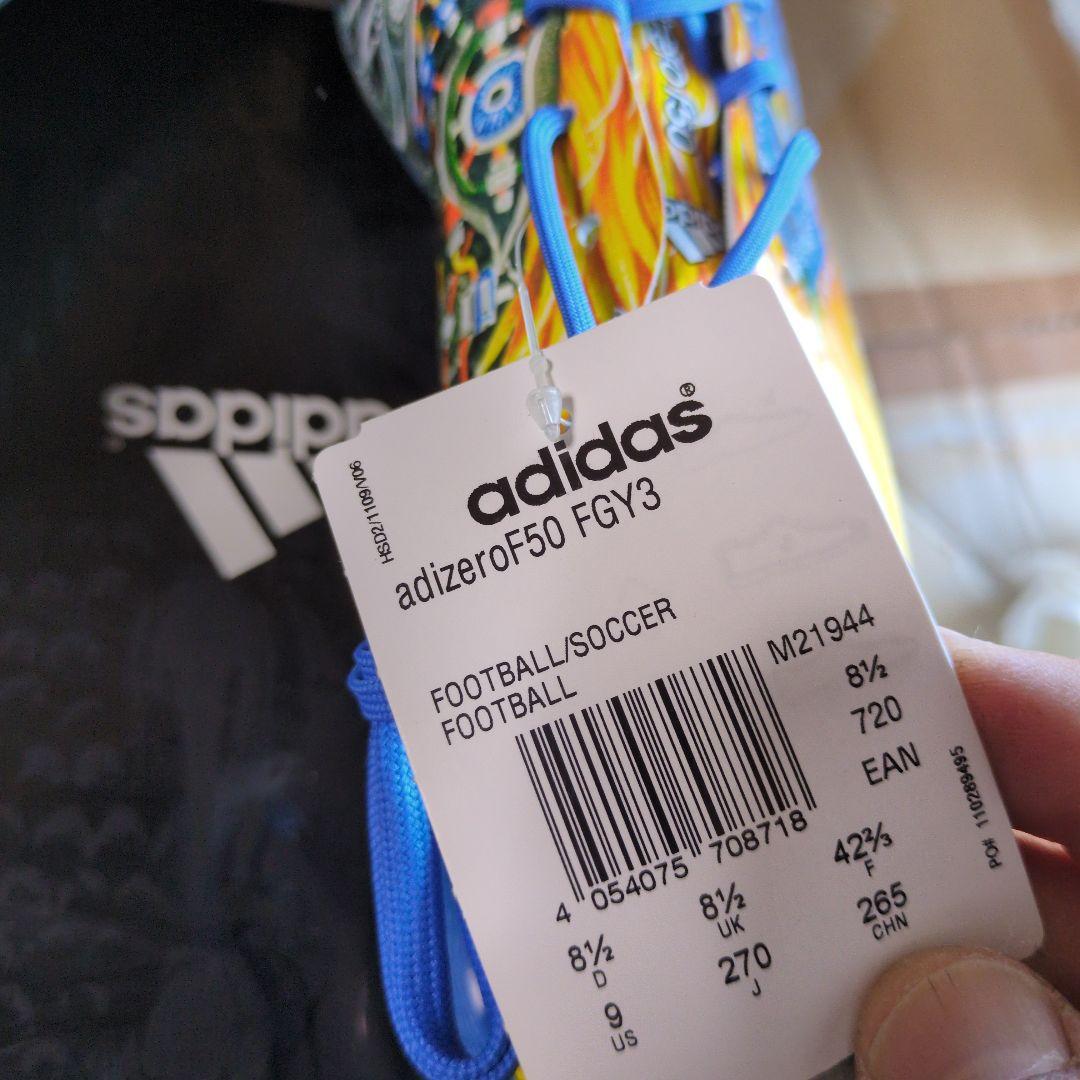 adidas
adidas
adidas®
HSD2/1109/V06
adizeroF50 FGY3
FOOTBALL/SOCCER
FOOTBALL
M21944
8½
720
EAN
4 054075 708718
PO# 110289495
8½
D
8½
UK
42⅔
F
9
US
270
J
265
CHN